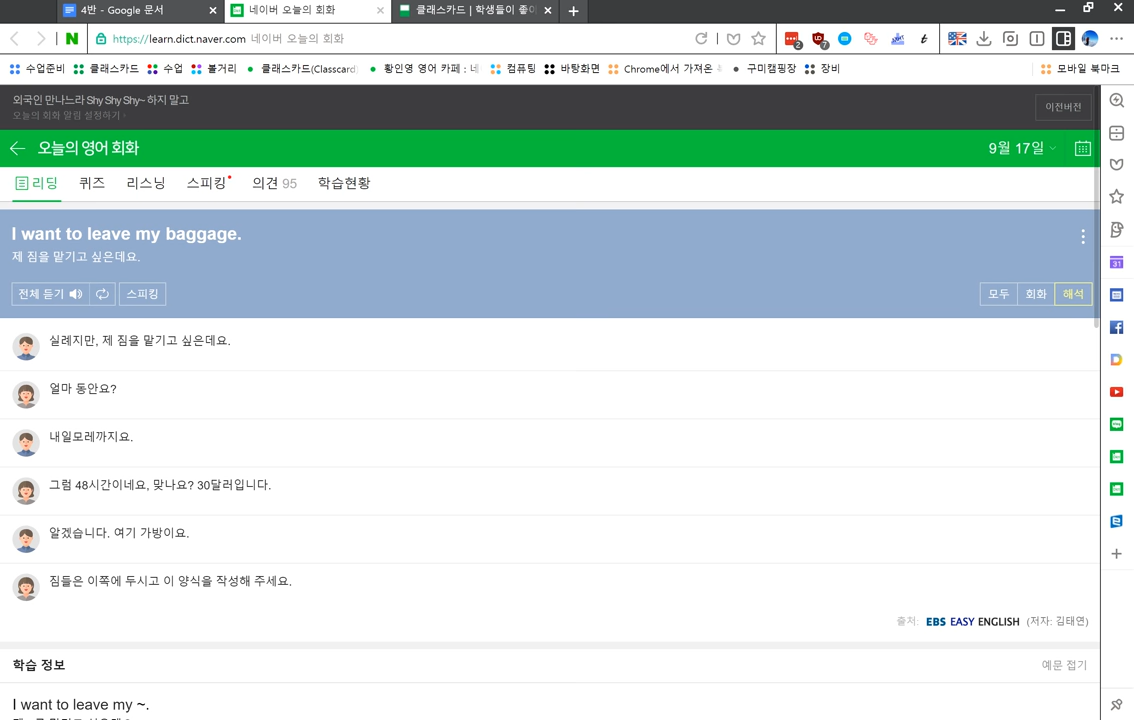 4반 - Google 문서
네이버 오늘의 회화
클래스카드 | 학생들이 좋아
https://learn.dict.naver.com 네이버 오늘의 회화
수업준비 클래스카드 수업 볼거리 클래스카드(Classcard) 황인영 영어 카페 : 네 컴퓨팅 바탕화면 Chrome에서 가져온 구미캠핑장 장비 모바일 북마크
외국인 만나느라 Shy Shy Shy~ 하지 말고
오늘의 회화 알림 설정하기 ›
이전버전
오늘의 영어 회화
9월 17일
리딩 퀴즈 리스닝 스피킹 의견 95 학습현황
I want to leave my baggage.
제 짐을 맡기고 싶은데요.
전체 듣기 스피킹 모두 회화 해석
실례지만, 제 짐을 맡기고 싶은데요.
얼마 동안요?
내일모레까지요.
그럼 48시간이네요, 맞나요? 30달러입니다.
알겠습니다. 여기 가방이요.
짐들은 이쪽에 두시고 이 양식을 작성해 주세요.
출처: EBS EASY ENGLISH (저자: 김태연)
학습 정보
예문 접기
I want to leave my ~.